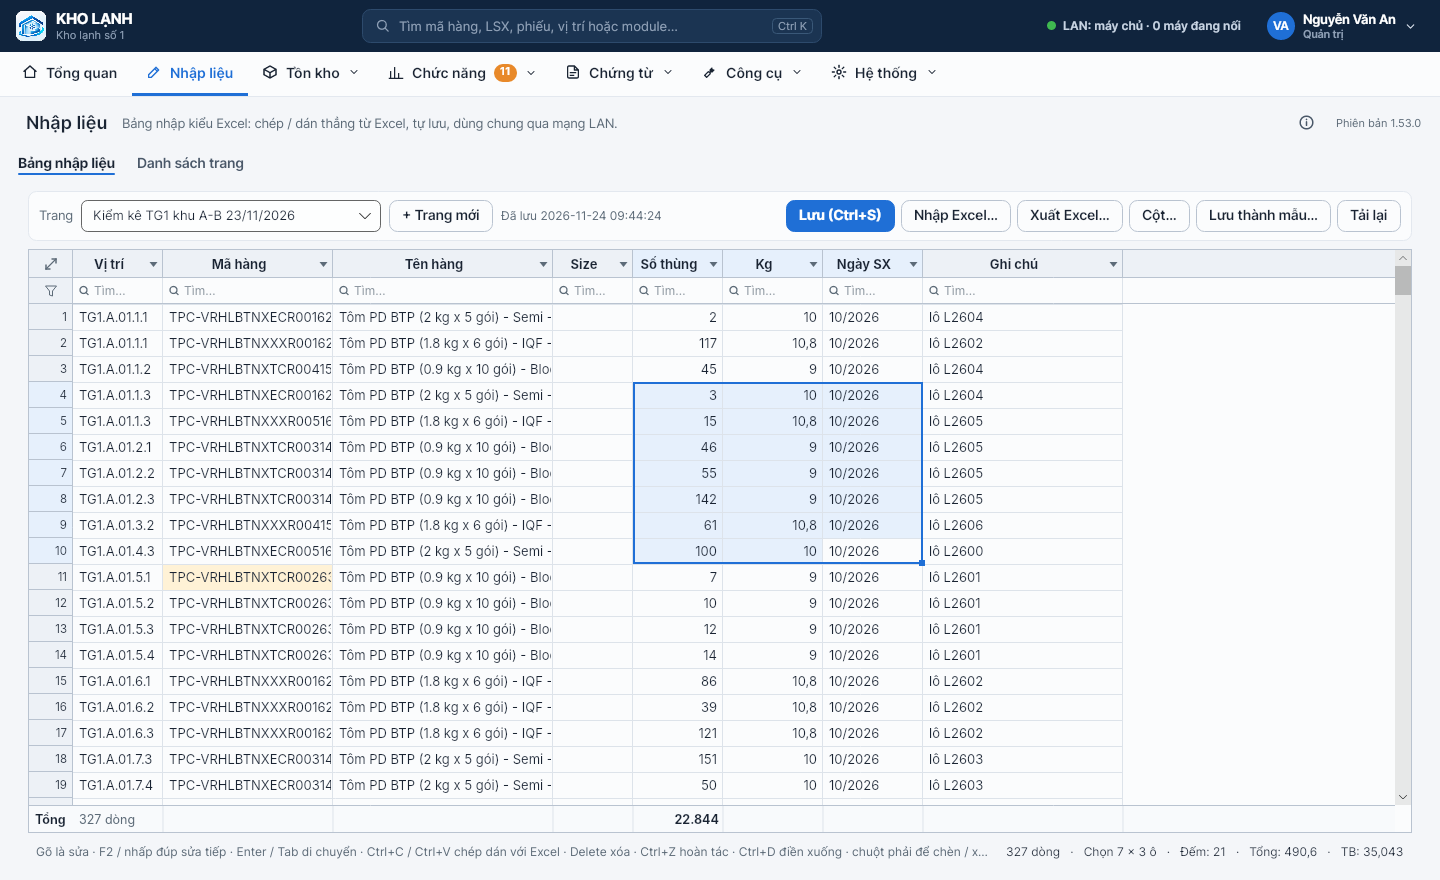 KHO LẠNH
Kho lạnh số 1
Tìm mã hàng, LSX, phiếu, vị trí hoặc module... Ctrl K
LAN: máy chủ · 0 máy đang nối
VA Nguyễn Văn An
Quản trị
Tổng quan Nhập liệu Tồn kho Chức năng 11 Chứng từ Công cụ Hệ thống
Nhập liệu Bảng nhập kiểu Excel: chép / dán thẳng từ Excel, tự lưu, dùng chung qua mạng LAN. Phiên bản 1.53.0
Bảng nhập liệu Danh sách trang
Trang Kiểm kê TG1 khu A-B 23/11/2026 + Trang mới Đã lưu 2026-11-24 09:44:24 Lưu (Ctrl+S) Nhập Excel... Xuất Excel... Cột... Lưu thành mẫu... Tải lại
Vị trí Mã hàng Tên hàng Size Số thùng Kg Ngày SX Ghi chú
Tìm... Tìm... Tìm... Tìm... Tìm... Tìm... Tìm... Tìm...
1 TG1.A.01.1.1 TPC-VRHLBTNXECR00162 Tôm PD BTP (2 kg x 5 gói) - Semi - 2 10 10/2026 lô L2604
2 TG1.A.01.1.1 TPC-VRHLBTNXXXR00162 Tôm PD BTP (1.8 kg x 6 gói) - IQF - 117 10,8 10/2026 lô L2602
3 TG1.A.01.1.2 TPC-VRHLBTNXTCR00415 Tôm PD BTP (0.9 kg x 10 gói) - Bloc 45 9 10/2026 lô L2604
4 TG1.A.01.1.3 TPC-VRHLBTNXECR00162 Tôm PD BTP (2 kg x 5 gói) - Semi - 3 10 10/2026 lô L2604
5 TG1.A.01.1.3 TPC-VRHLBTNXXXR00516 Tôm PD BTP (1.8 kg x 6 gói) - IQF - 15 10,8 10/2026 lô L2605
6 TG1.A.01.2.1 TPC-VRHLBTNXTCR00314 Tôm PD BTP (0.9 kg x 10 gói) - Bloc 46 9 10/2026 lô L2605
7 TG1.A.01.2.2 TPC-VRHLBTNXTCR00314 Tôm PD BTP (0.9 kg x 10 gói) - Bloc 55 9 10/2026 lô L2605
8 TG1.A.01.2.3 TPC-VRHLBTNXTCR00314 Tôm PD BTP (0.9 kg x 10 gói) - Bloc 142 9 10/2026 lô L2605
9 TG1.A.01.3.2 TPC-VRHLBTNXXXR00415 Tôm PD BTP (1.8 kg x 6 gói) - IQF - 61 10,8 10/2026 lô L2606
10 TG1.A.01.4.3 TPC-VRHLBTNXECR00516 Tôm PD BTP (2 kg x 5 gói) - Semi - 100 10 10/2026 lô L2600
11 TG1.A.01.5.1 TPC-VRHLBTNXTCR00263 Tôm PD BTP (0.9 kg x 10 gói) - Bloc 7 9 10/2026 lô L2601
12 TG1.A.01.5.2 TPC-VRHLBTNXTCR00263 Tôm PD BTP (0.9 kg x 10 gói) - Bloc 10 9 10/2026 lô L2601
13 TG1.A.01.5.3 TPC-VRHLBTNXTCR00263 Tôm PD BTP (0.9 kg x 10 gói) - Bloc 12 9 10/2026 lô L2601
14 TG1.A.01.5.4 TPC-VRHLBTNXTCR00263 Tôm PD BTP (0.9 kg x 10 gói) - Bloc 14 9 10/2026 lô L2601
15 TG1.A.01.6.1 TPC-VRHLBTNXXXR00162 Tôm PD BTP (1.8 kg x 6 gói) - IQF - 86 10,8 10/2026 lô L2602
16 TG1.A.01.6.2 TPC-VRHLBTNXXXR00162 Tôm PD BTP (1.8 kg x 6 gói) - IQF - 39 10,8 10/2026 lô L2602
17 TG1.A.01.6.3 TPC-VRHLBTNXXXR00162 Tôm PD BTP (1.8 kg x 6 gói) - IQF - 121 10,8 10/2026 lô L2602
18 TG1.A.01.7.3 TPC-VRHLBTNXECR00314 Tôm PD BTP (2 kg x 5 gói) - Semi - 151 10 10/2026 lô L2603
19 TG1.A.01.7.4 TPC-VRHLBTNXECR00314 Tôm PD BTP (2 kg x 5 gói) - Semi - 50 10 10/2026 lô L2603
Tổng 327 dòng 22.844
Gõ là sửa · F2 / nhấp đúp sửa tiếp · Enter / Tab di chuyển · Ctrl+C / Ctrl+V chép dán với Excel · Delete xóa · Ctrl+Z hoàn tác · Ctrl+D điền xuống · chuột phải để chèn / x... 327 dòng · Chọn 7 × 3 ô · Đếm: 21 · Tổng: 490,6 · TB: 35,043